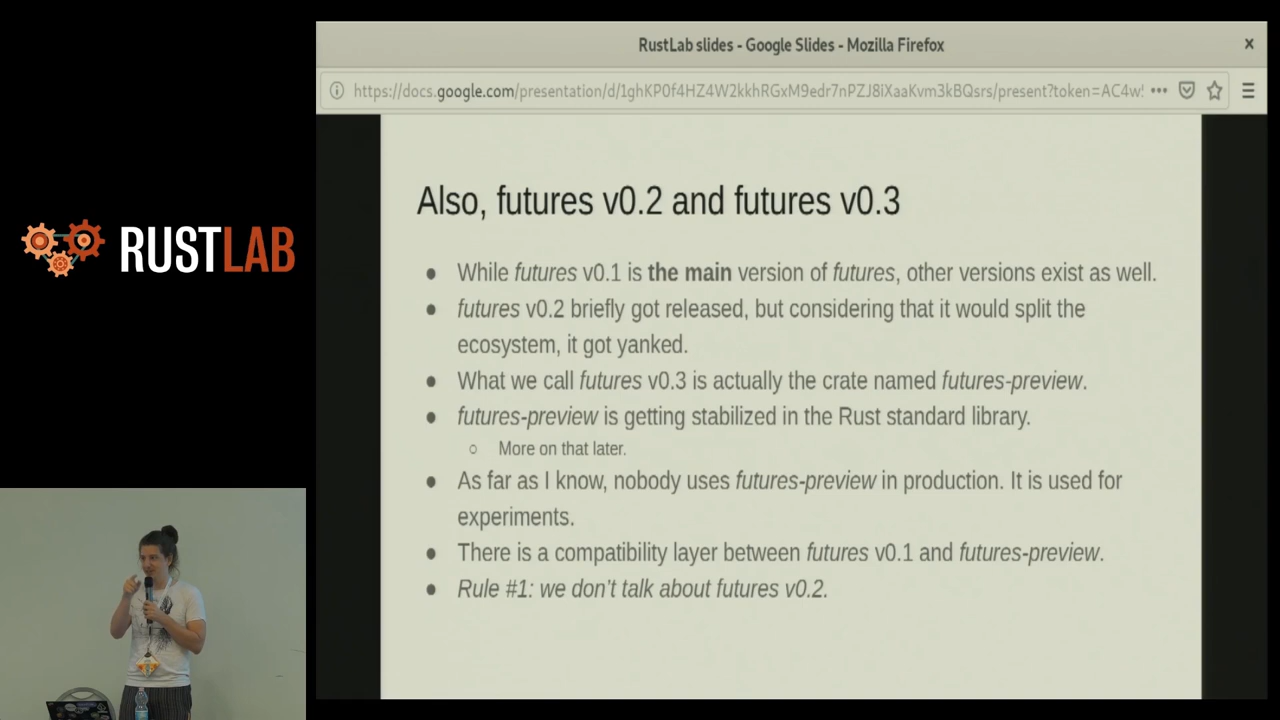 RustLab slides - Google Slides - Mozilla Firefox
https://docs.google.com/presentation/d/1ghKP0f4HZ4W2kkhRGxM9edr7nPZJ8iXaaKvm3kBQsrs/present?token=AC4w!
RUSTLAB
Also, futures v0.2 and futures v0.3
● While futures v0.1 is the main version of futures, other versions exist as well.
● futures v0.2 briefly got released, but considering that it would split the
ecosystem, it got yanked.
● What we call futures v0.3 is actually the crate named futures-preview.
● futures-preview is getting stabilized in the Rust standard library.
○ More on that later.
● As far as I know, nobody uses futures-preview in production. It is used for
experiments.
● There is a compatibility layer between futures v0.1 and futures-preview.
● Rule #1: we don't talk about futures v0.2.